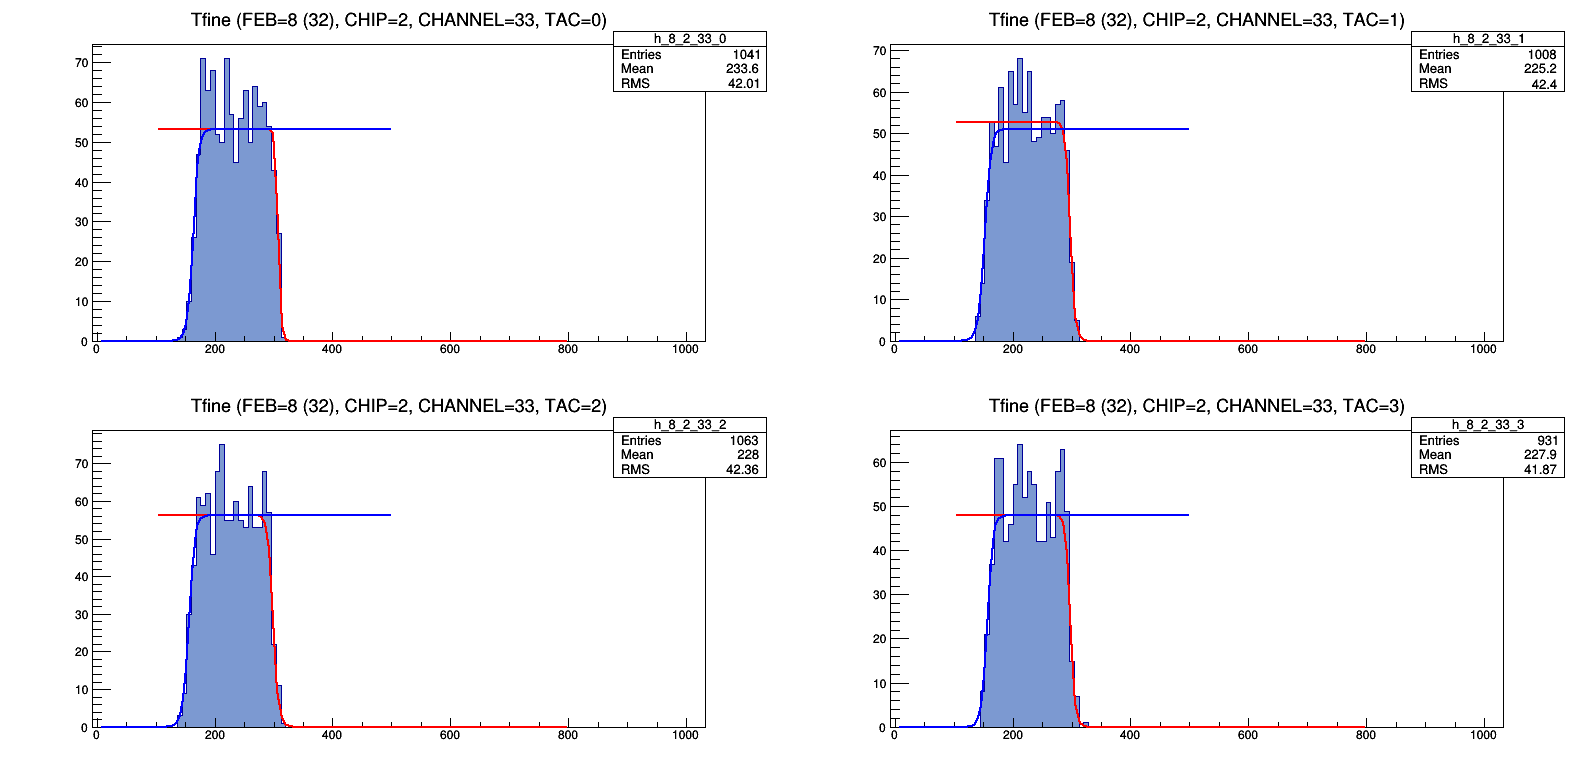 Tfine (FEB=8 (32), CHIP=2, CHANNEL=33, TAC=0)
h_8_2_33_0
Entries 1041
Mean 233.6
RMS 42.01
70
60
50
40
30
20
10
0
0 200 400 600 800 1000
Tfine (FEB=8 (32), CHIP=2, CHANNEL=33, TAC=1)
h_8_2_33_1
Entries 1008
Mean 225.2
RMS 42.4
70
60
50
40
30
20
10
0
0 200 400 600 800 1000
Tfine (FEB=8 (32), CHIP=2, CHANNEL=33, TAC=2)
h_8_2_33_2
Entries 1063
Mean 228
RMS 42.36
70
60
50
40
30
20
10
0
0 200 400 600 800 1000
Tfine (FEB=8 (32), CHIP=2, CHANNEL=33, TAC=3)
h_8_2_33_3
Entries 931
Mean 227.9
RMS 41.87
60
50
40
30
20
10
0
0 200 400 600 800 1000